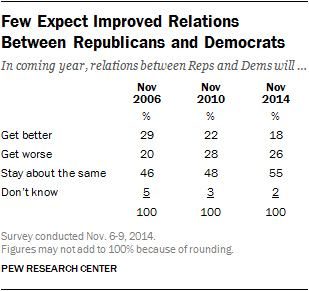 Few Expect Improved Relations
Between Republicans and Democrats
In coming year, relations between Reps and Dems will ...
Nov 2006 Nov 2010 Nov 2014
% % %
Get better 29 22 18
Get worse 20 28 26
Stay about the same 46 48 55
Don't know 5 3 2
100 100 100
Survey conducted Nov. 6-9, 2014.
Figures may not add to 100% because of rounding.
PEW RESEARCH CENTER